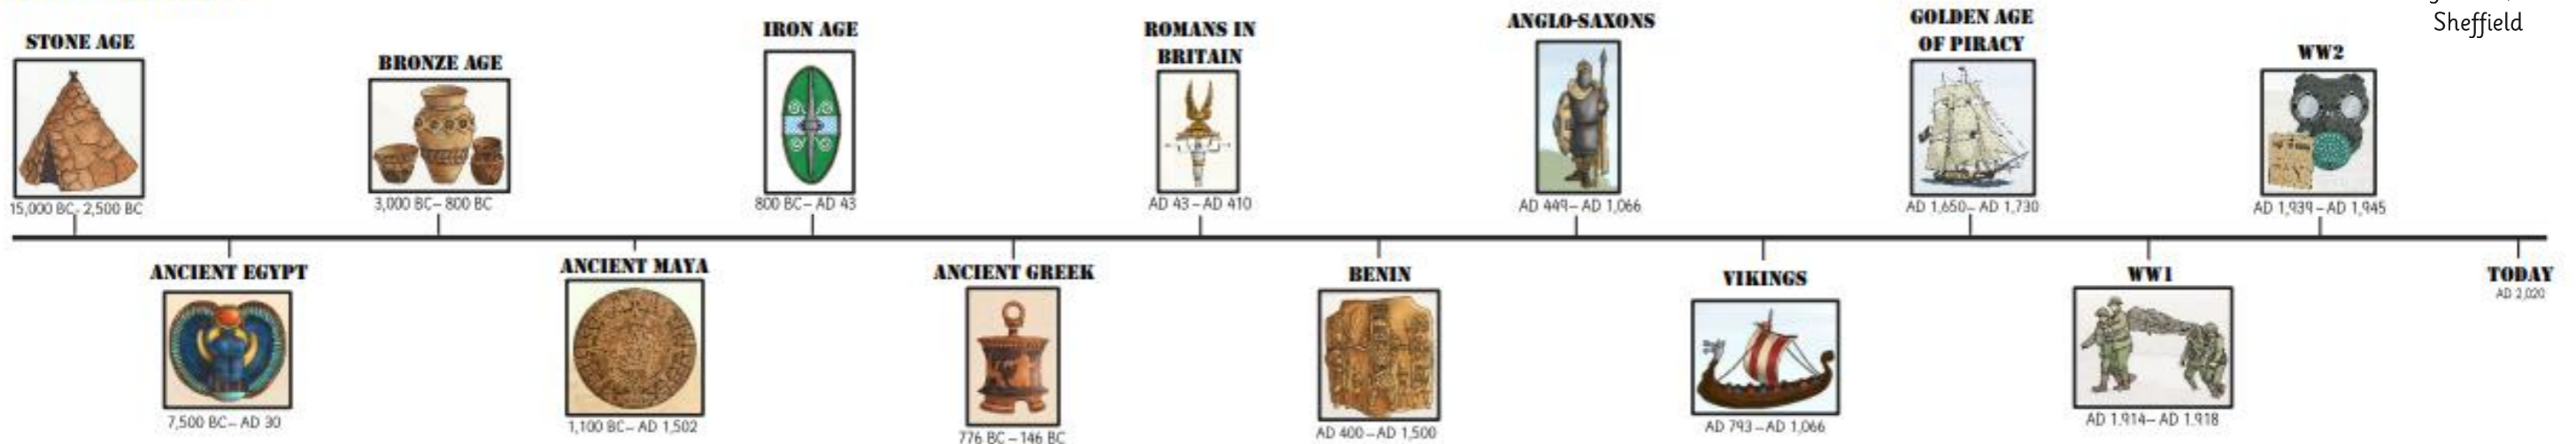 Sheffield
STONE AGE
15,000 BC- 2,500 BC
BRONZE AGE
3,000 BC– 800 BC
IRON AGE
800 BC– AD 43
ROMANS IN
BRITAIN
AD 43– AD 410
ANGLO-SAXONS
AD 449– AD 1,066
GOLDEN AGE
OF PIRACY
AD 1,650– AD 1,730
WW2
AD 1,939– AD 1,945
ANCIENT EGYPT
7,500 BC– AD 30
ANCIENT MAYA
1,100 BC– AD 1,502
ANCIENT GREEK
776 BC – 146 BC
BENIN
AD 400 –AD 1,500
VIKINGS
AD 793 – AD 1,066
WW1
AD 1.914– AD 1.918
TODAY
AD 2,020